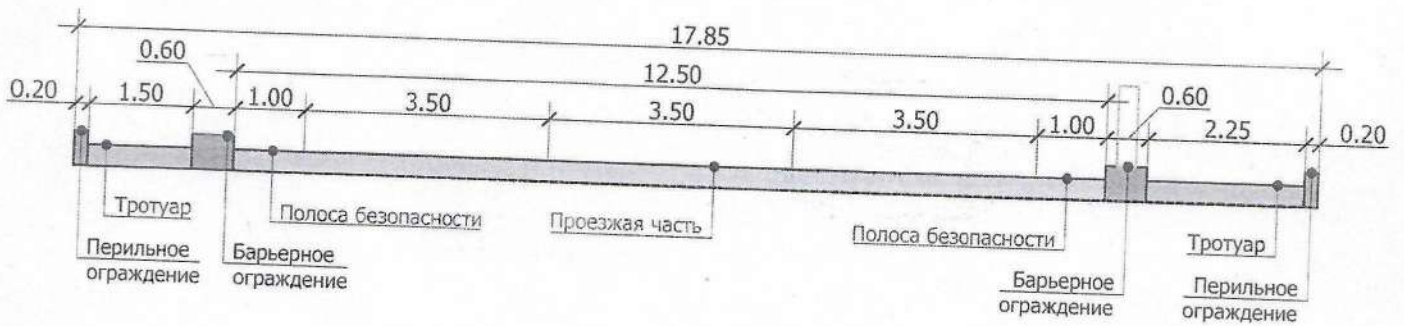 17.85
0.60
12.50
0.20 1.50 1.00 3.50 3.50 3.50 1.00 0.60 2.25 0.20
Тротуар
Полоса безопасности
Проезжая часть
Полоса безопасности
Тротуар
Перильное
ограждение
Барьерное
ограждение
Барьерное
ограждение
Перильное
ограждение